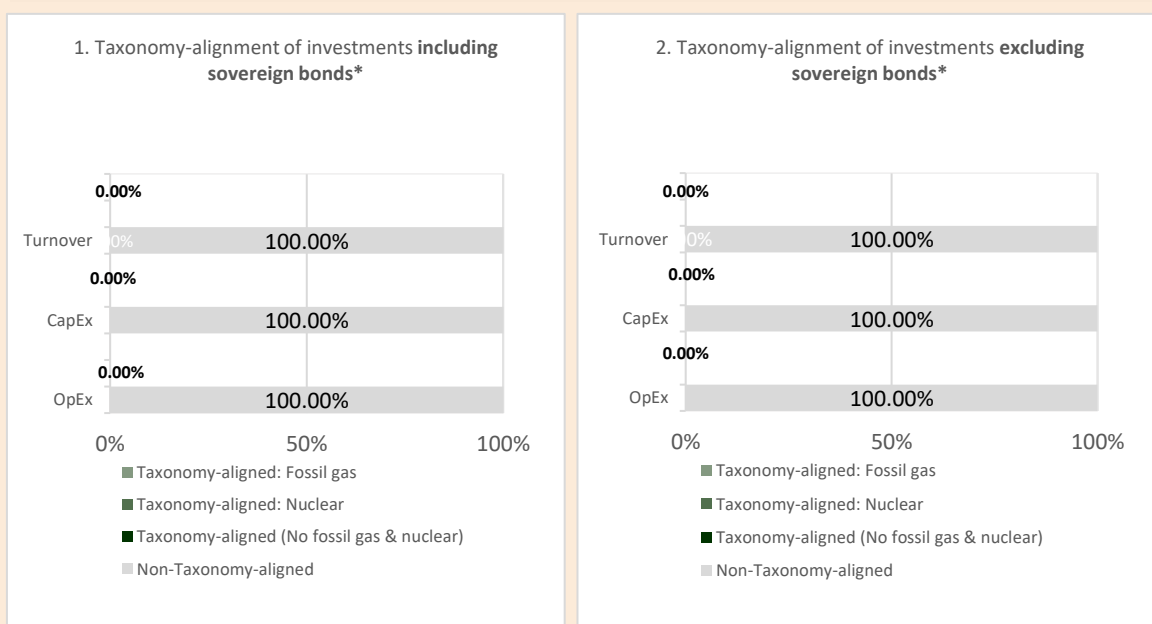 1. Taxonomy-alignment of investments including
sovereign bonds*
0.00%
Turnover 100.00%
0.00%
CapEx 100.00%
0.00%
OpEx 100.00%
0% 50% 100%
Taxonomy-aligned: Fossil gas
Taxonomy-aligned: Nuclear
Taxonomy-aligned (No fossil gas & nuclear)
Non-Taxonomy-aligned
2. Taxonomy-alignment of investments excluding
sovereign bonds*
0.00%
Turnover 100.00%
0.00%
CapEx 100.00%
0.00%
OpEx 100.00%
0% 50% 100%
Taxonomy-aligned: Fossil gas
Taxonomy-aligned: Nuclear
Taxonomy-aligned (No fossil gas & nuclear)
Non-Taxonomy-aligned